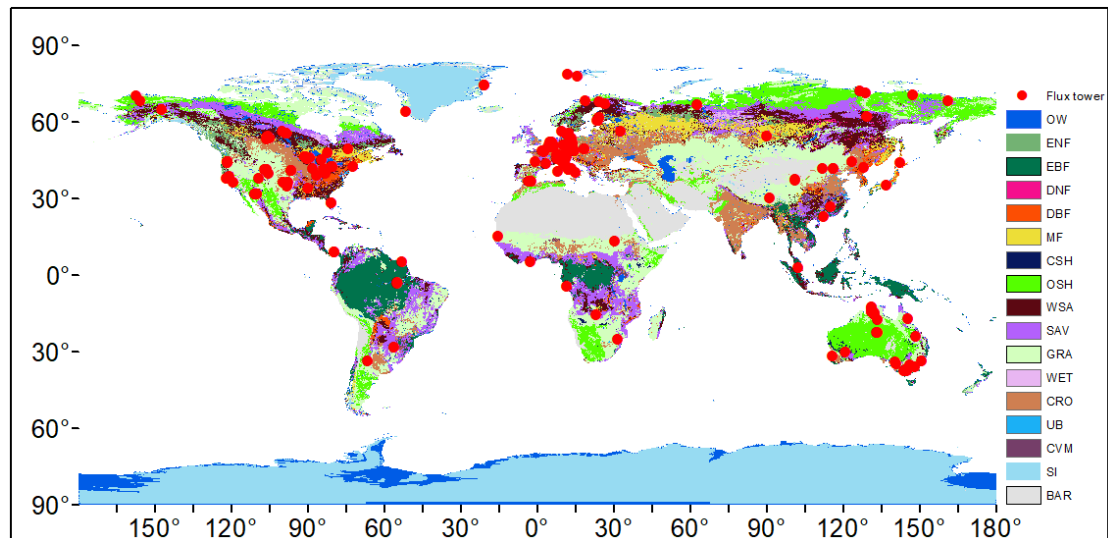 90°
60°
30°
0°
30°
60°
90°
150° 120° 90° 60° 30° 0° 30° 60° 90° 120° 150° 180°
Flux tower
OW
ENF
EBF
DNF
DBF
MF
CSH
OSH
WSA
SAV
GRA
WET
CRO
UB
CVM
SI
BAR